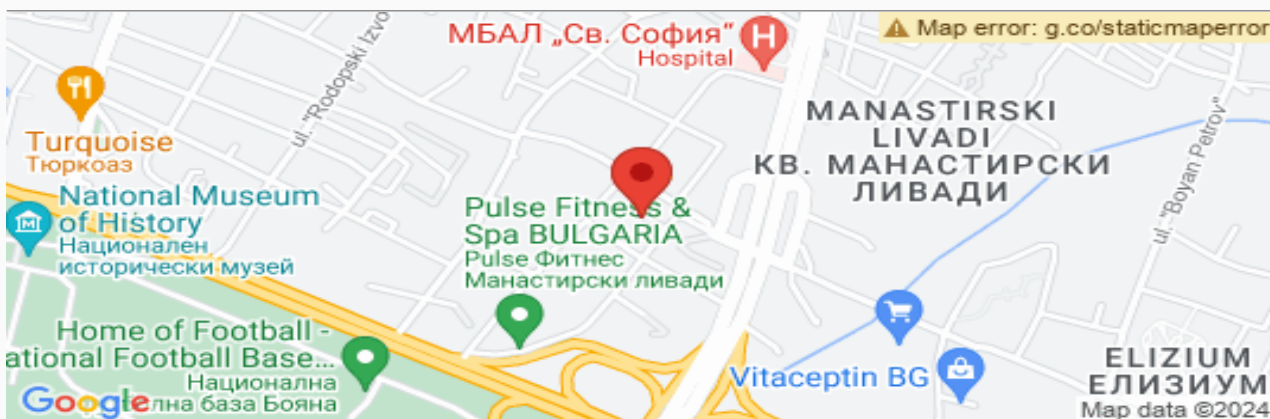 МБАЛ „Св. София"
Hospital
Map error: g.co/staticmaperror
ul. "Rodopski Izvo
MANASTIRSKI
LIVADI
КВ. МАНАСТИРСКИ
ЛИВАДИ
ul. "Boyan Petrov"
Turquoise
Тюркоаз
National Museum
of History
Национален
исторически музей
Pulse Fitness &
Spa BULGARIA
Pulse Фитнес
Манастирски ливади
Home of Football -
ational Football Base...
Национална
елна база Бояна
Vitaceptin BG
ELIZIUM
ЕЛИЗИУМ
Google
Map data ©2024